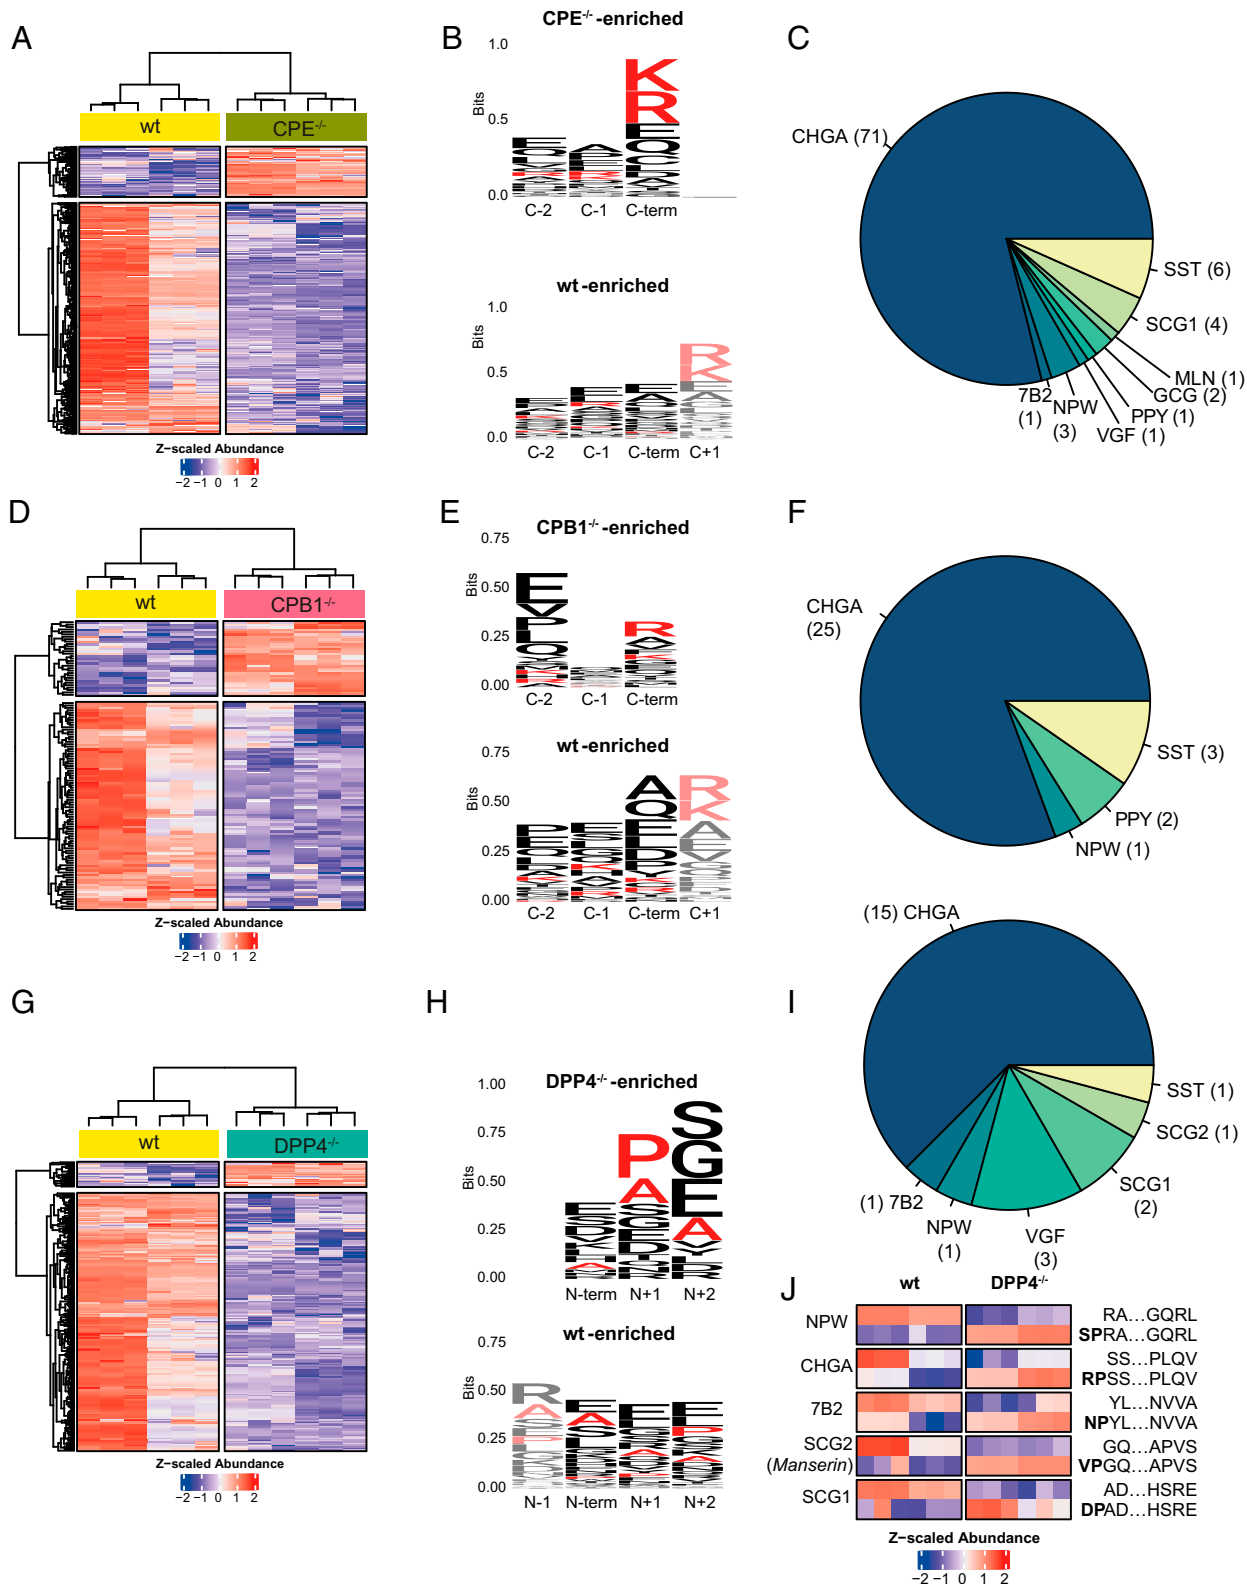 A
wt
CPE-/-
Z-scaled Abundance
-2 -1 0 1 2
B
CPE-/- -enriched
1.0
0.5
0.0
Bits
K
R
E
Q
C-2 C-1 C-term
wt-enriched
1.0
0.5
0.0
Bits
R
K
C-2 C-1 C-term C+1
C
CHGA (71)
SST (6)
SCG1 (4)
MLN (1)
GCG (2)
PPY (1)
VGF (1)
NPW
(3)
7B2
(1)
D
wt
CPB1-/-
Z-scaled Abundance
-2 -1 0 1 2
E
CPB1-/- -enriched
0.75
0.50
0.25
0.00
Bits
E
V
R
A
C-2 C-1 C-term
wt-enriched
0.75
0.50
0.25
0.00
Bits
A
Q
R
K
A
E
V
C-2 C-1 C-term C+1
F
CHGA
(25)
SST (3)
PPY (2)
NPW (1)
G
wt
DPP4-/-
Z-scaled Abundance
-2 -1 0 1 2
H
DPP4-/- -enriched
1.00
0.75
0.50
0.25
0.00
Bits
P
A
S
G
E
A
N-term N+1 N+2
wt-enriched
0.75
0.50
0.25
0.00
Bits
R
A
E
A
N-1 N-term N+1 N+2
I
(15) CHGA
SST (1)
SCG2 (1)
SCG1
(2)
VGF
(3)
NPW
(1)
(1) 7B2
J
wt DPP4-/-
NPW
RA...GQRL
SPRA...GQRL
CHGA
SS...PLQV
RPSS...PLQV
7B2
YL...NVVA
NPYL...NVVA
SCG2
(Manserin)
GQ...APVS
VPGQ...APVS
SCG1
AD...HSRE
DPAD...HSRE
Z-scaled Abundance
-2 -1 0 1 2